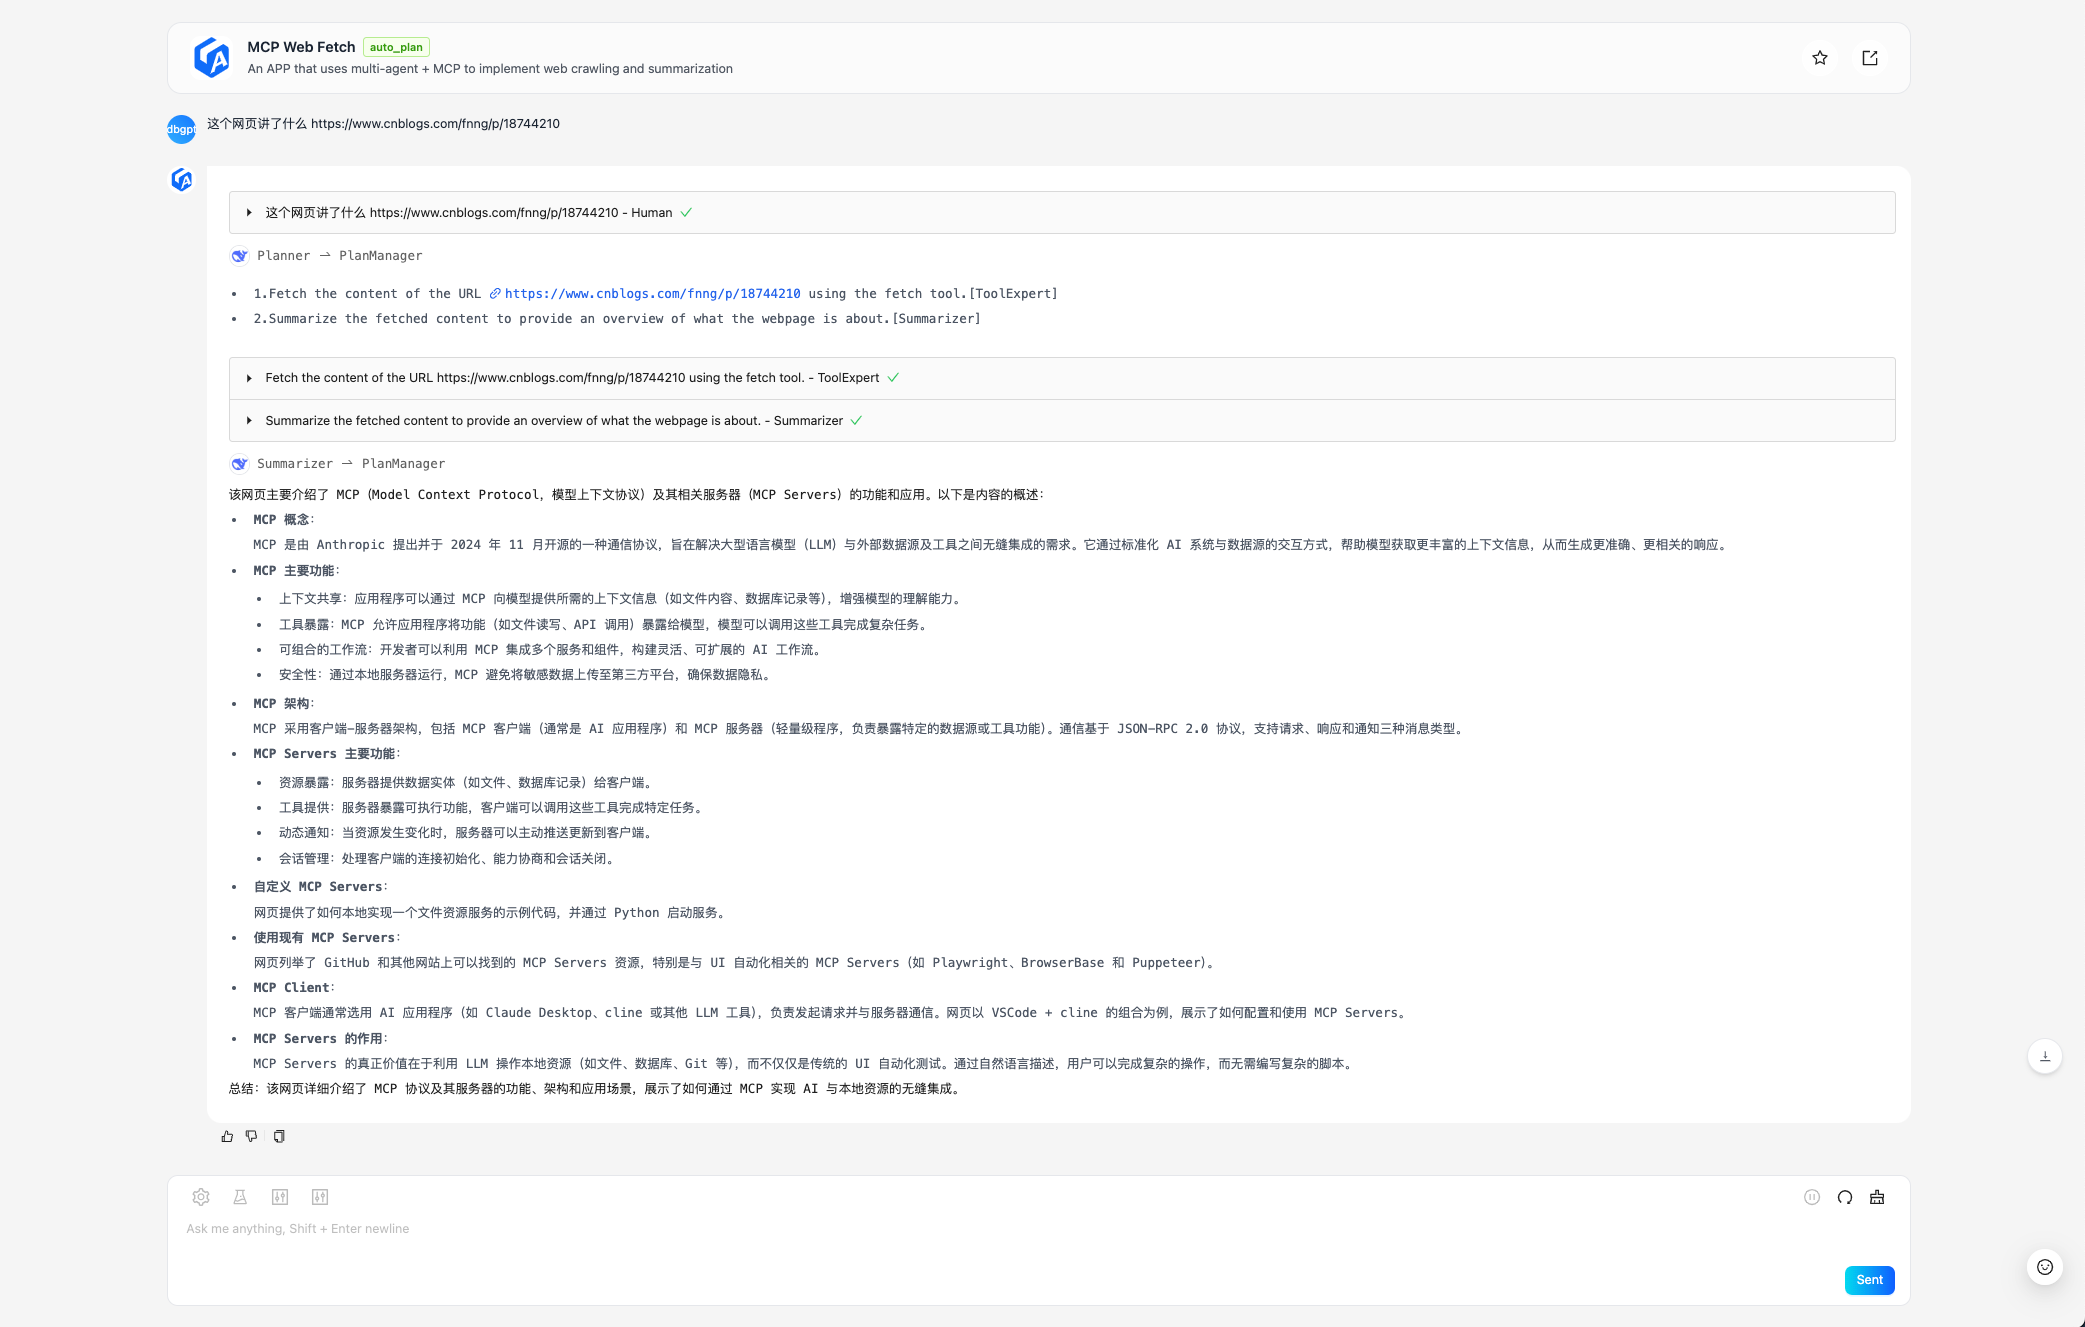 MCP Web Fetch auto_plan
An APP that uses multi-agent + MCP to implement web crawling and summarization
dbgpt 这个网页讲了什么 https://www.cnblogs.com/fnng/p/18744210
这个网页讲了什么 https://www.cnblogs.com/fnng/p/18744210 - Human
Planner → PlanManager
• 1.Fetch the content of the URL https://www.cnblogs.com/fnng/p/18744210 using the fetch tool.[ToolExpert]
• 2.Summarize the fetched content to provide an overview of what the webpage is about.[Summarizer]
Fetch the content of the URL https://www.cnblogs.com/fnng/p/18744210 using the fetch tool. - ToolExpert
Summarize the fetched content to provide an overview of what the webpage is about. - Summarizer
Summarizer → PlanManager
该网页主要介绍了 MCP（Model Context Protocol，模型上下文协议）及其相关服务器（MCP Servers）的功能和应用。以下是内容的概述：
• MCP 概念：
MCP 是由 Anthropic 提出并于 2024 年 11 月开源的一种通信协议，旨在解决大型语言模型（LLM）与外部数据源及工具之间无缝集成的需求。它通过标准化 AI 系统与数据源的交互方式，帮助模型获取更丰富的上下文信息，从而生成更准确、更相关的响应。
• MCP 主要功能：
• 上下文共享：应用程序可以通过 MCP 向模型提供所需的上下文信息（如文件内容、数据库记录等），增强模型的理解能力。
• 工具暴露：MCP 允许应用程序将功能（如文件读写、API 调用）暴露给模型，模型可以调用这些工具完成复杂任务。
• 可组合的工作流：开发者可以利用 MCP 集成多个服务和组件，构建灵活、可扩展的 AI 工作流。
• 安全性：通过本地服务器运行，MCP 避免将敏感数据上传至第三方平台，确保数据隐私。
• MCP 架构：
MCP 采用客户端-服务器架构，包括 MCP 客户端（通常是 AI 应用程序）和 MCP 服务器（轻量级程序，负责暴露特定的数据源或工具功能）。通信基于 JSON-RPC 2.0 协议，支持请求、响应和通知三种消息类型。
• MCP Servers 主要功能：
• 资源暴露：服务器提供数据实体（如文件、数据库记录）给客户端。
• 工具提供：服务器暴露可执行功能，客户端可以调用这些工具完成特定任务。
• 动态通知：当资源发生变化时，服务器可以主动推送更新到客户端。
• 会话管理：处理客户端的连接初始化、能力协商和会话关闭。
• 自定义 MCP Servers：
网页提供了如何本地实现一个文件资源服务的示例代码，并通过 Python 启动服务。
• 使用现有 MCP Servers：
网页列举了 GitHub 和其他网站上可以找到的 MCP Servers 资源，特别是与 UI 自动化相关的 MCP Servers（如 Playwright、BrowserBase 和 Puppeteer）。
• MCP Client：
MCP 客户端通常选用 AI 应用程序（如 Claude Desktop、cline 或其他 LLM 工具），负责发起请求并与服务器通信。网页以 VSCode + cline 的组合为例，展示了如何配置和使用 MCP Servers。
• MCP Servers 的作用：
MCP Servers 的真正价值在于利用 LLM 操作本地资源（如文件、数据库、Git 等），而不仅仅是传统的 UI 自动化测试。通过自然语言描述，用户可以完成复杂的操作，而无需编写复杂的脚本。
总结：该网页详细介绍了 MCP 协议及其服务器的功能、架构和应用场景，展示了如何通过 MCP 实现 AI 与本地资源的无缝集成。
Ask me anything, Shift + Enter newline
Sent